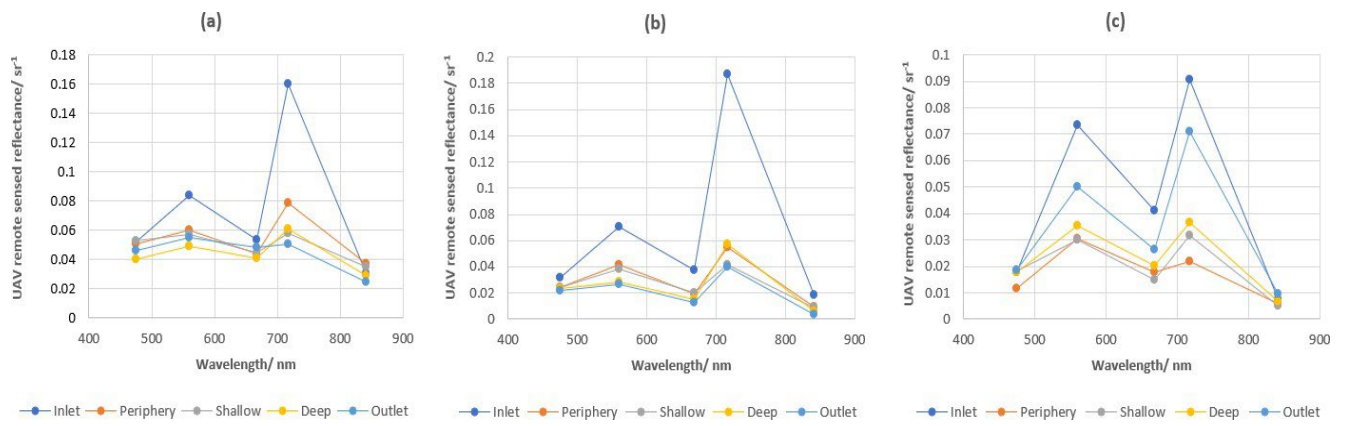 (a)
UAV remote sensed reflectance/ sr⁻¹
0.18
0.16
0.14
0.12
0.1
0.08
0.06
0.04
0.02
0
400 500 600 700 800 900
Wavelength/ nm
Inlet Periphery Shallow Deep Outlet
(b)
UAV remote sensed reflectance/ sr⁻¹
0.2
0.18
0.16
0.14
0.12
0.1
0.08
0.06
0.04
0.02
0
400 500 600 700 800 900
Wavelength/ nm
Inlet Periphery Shallow Deep Outlet
(c)
UAV remote sensed reflectance/ sr⁻¹
0.1
0.09
0.08
0.07
0.06
0.05
0.04
0.03
0.02
0.01
0
400 500 600 700 800 900
Wavelength/ nm
Inlet Periphery Shallow Deep Outlet